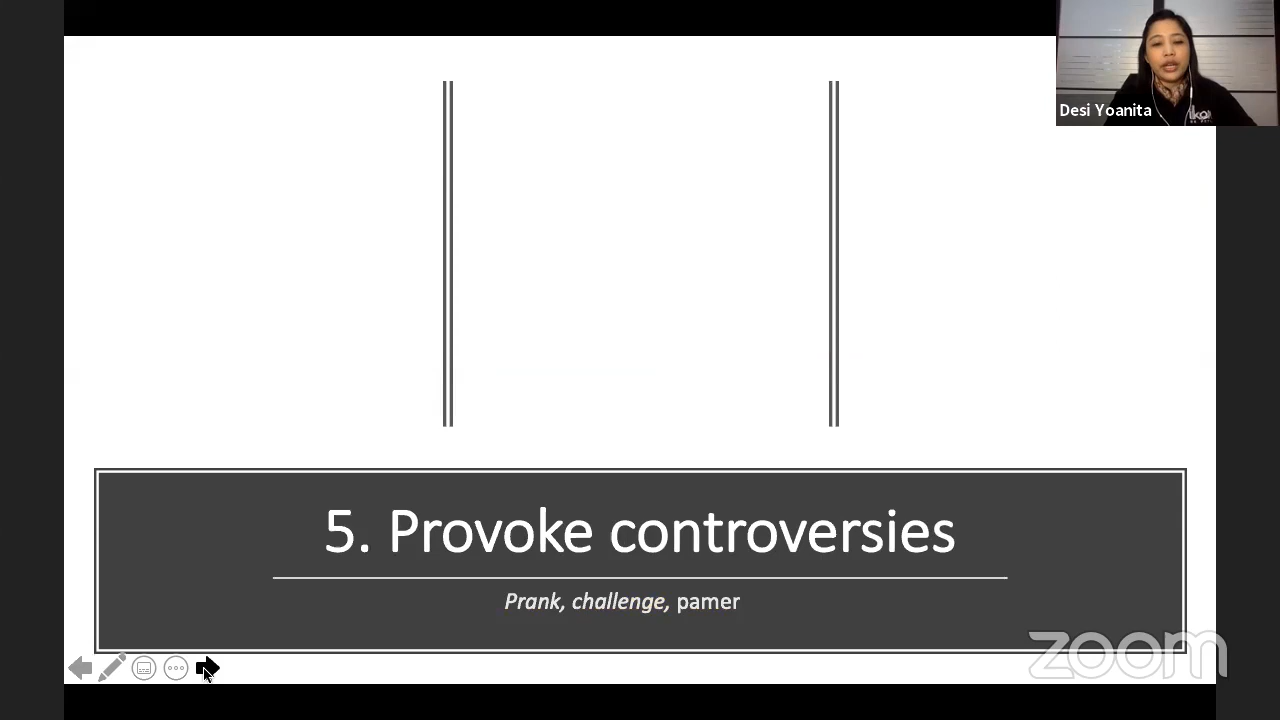 Desi Yoanita
5. Provoke controversies
Prank, challenge, pamer
zoom